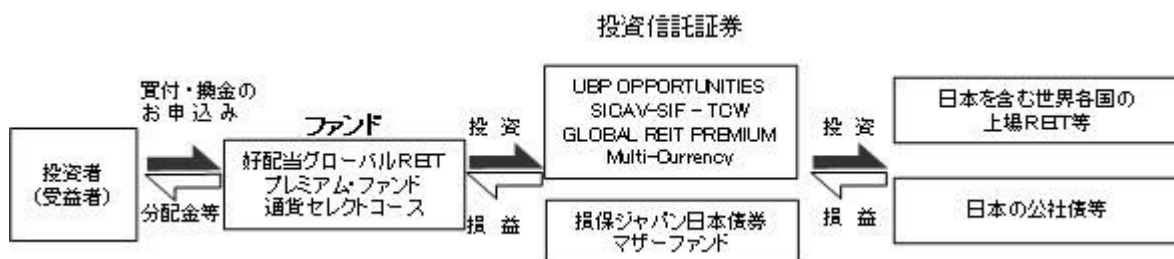 投資信託証券
買付・換金の
お申込み
投資者
(受益者)
分配金等
ファンド
好配当グローバルREIT
プレミアム・ファンド
通貨セレクトコース
投 資
損 益
UBP OPPORTUNITIES
SICAV-SIF - TCW
GLOBAL REIT PREMIUM
Multi-Currency
損保ジャパン日本債券
マザーファンド
投 資
損 益
日本を含む世界各国の
上場REIT等
日本の公社債等